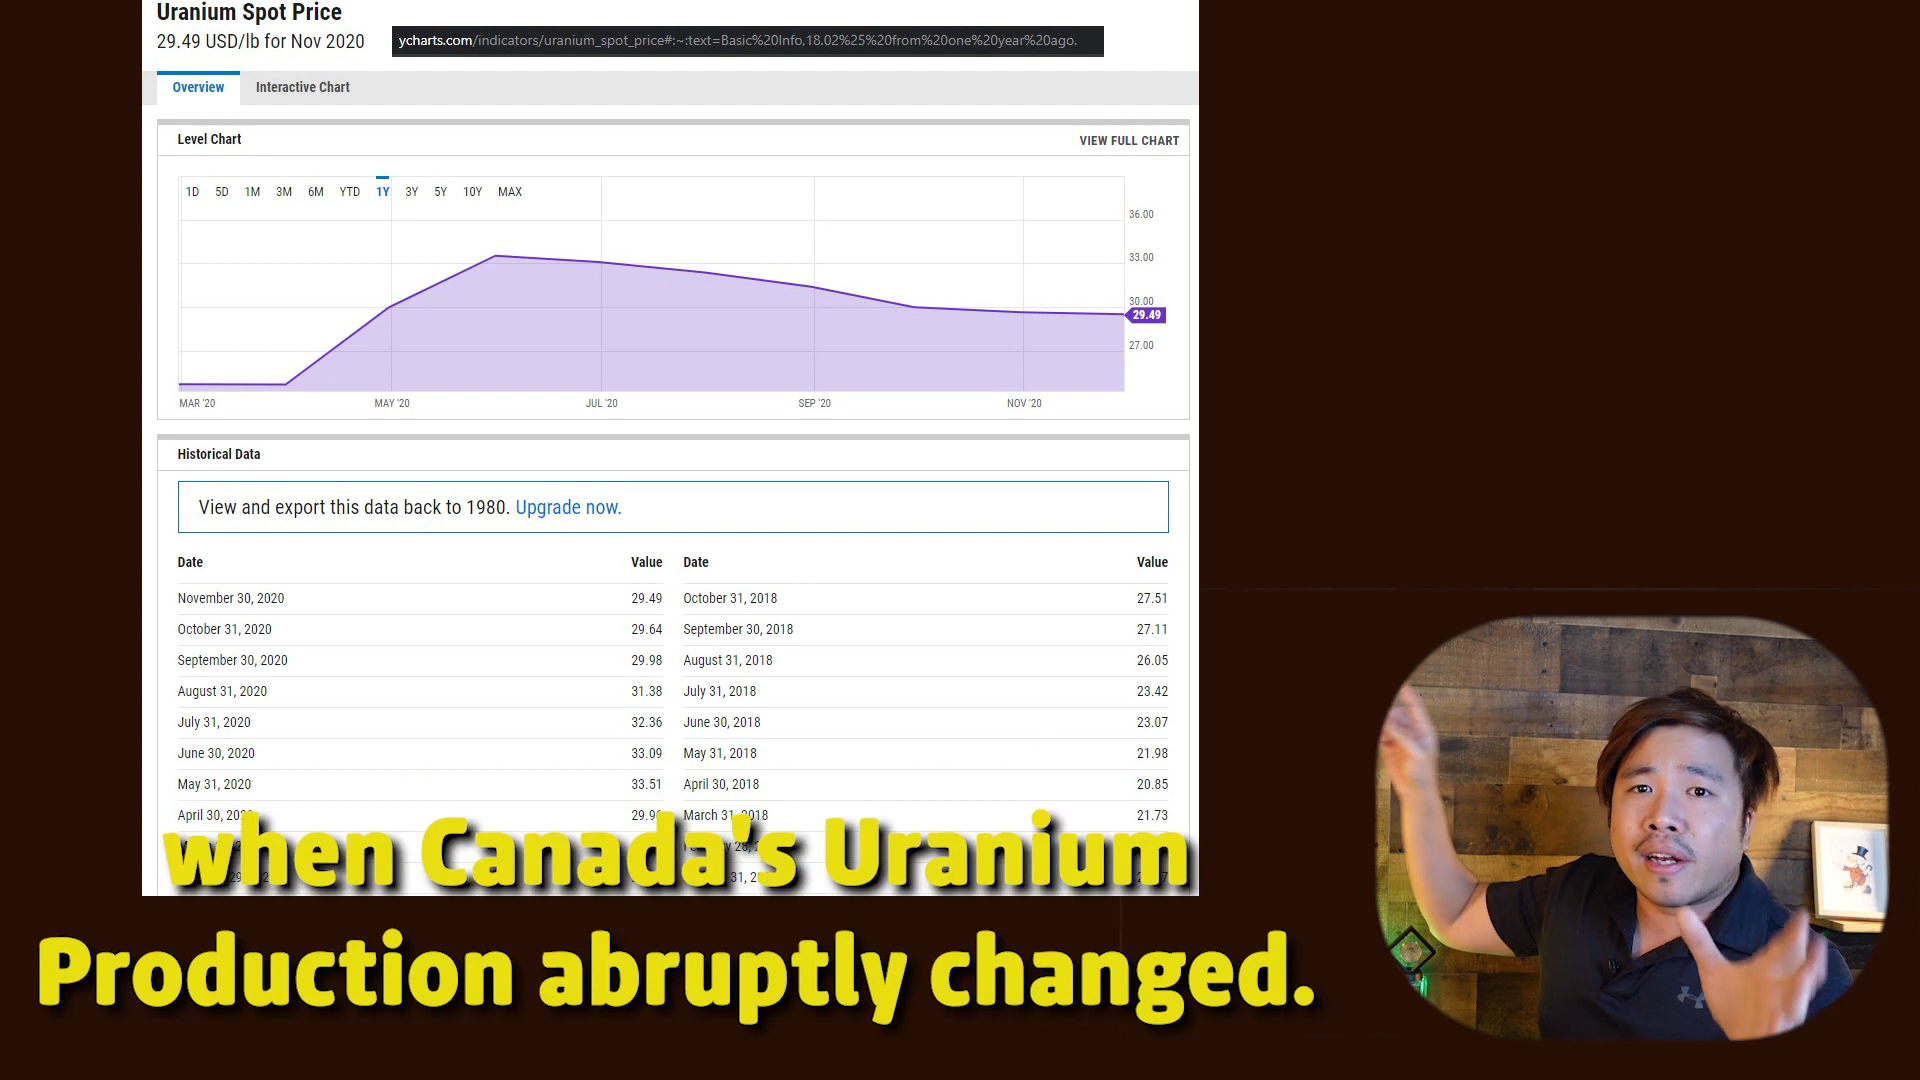 Uranium Spot Price
29.49 USD/lb for Nov 2020
ycharts.com/indicators/uranium_spot_price#:~:text=Basic%20Info,18.02%25%20from%20one%20year%20ago.
Overview Interactive Chart
Level Chart VIEW FULL CHART
1D 5D 1M 3M 6M YTD 1Y 3Y 5Y 10Y MAX
36.00
33.00
30.00
29.49
27.00
MAR '20 MAY '20 JUL '20 SEP '20 NOV '20
Historical Data
View and export this data back to 1980. Upgrade now.
Date Value Date Value
November 30, 2020 29.49 October 31, 2018 27.51
October 31, 2020 29.64 September 30, 2018 27.11
September 30, 2020 29.98 August 31, 2018 26.05
August 31, 2020 31.38 July 31, 2018 23.42
July 31, 2020 32.36 June 30, 2018 23.07
June 30, 2020 33.09 May 31, 2018 21.98
May 31, 2020 33.51 April 30, 2018 20.85
April 30, March 31, 2018 21.73
when Canada's Uranium
Production abruptly changed.